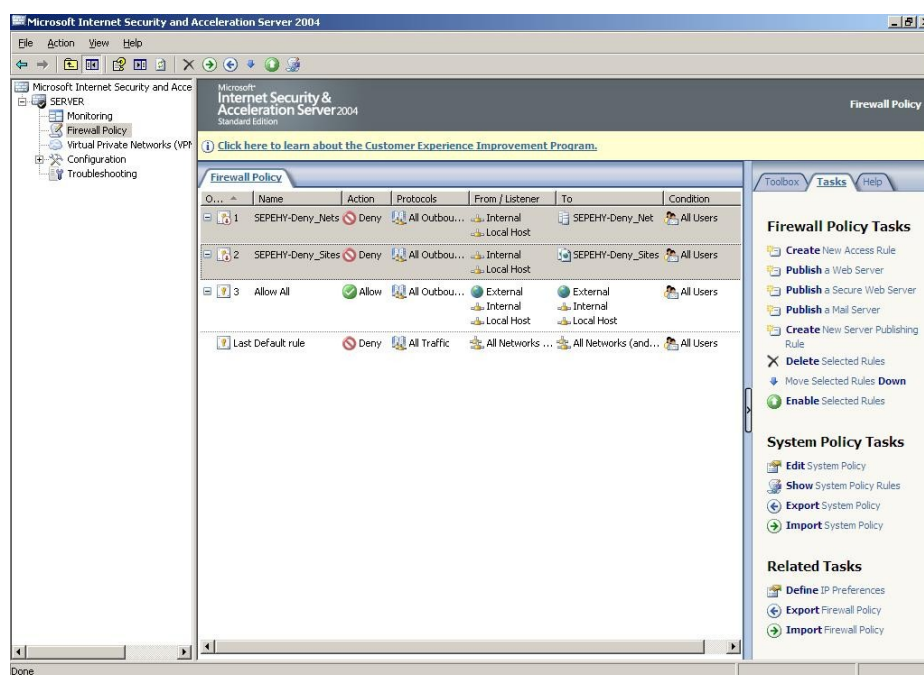 Microsoft Internet Security and Acceleration Server 2004
File Action View Help
Microsoft Internet Security and Acce
SERVER
Monitoring
Firewall Policy
Virtual Private Networks (VPN
Configuration
Troubleshooting
Microsoft
Internet Security &
Acceleration Server 2004
Standard Edition
Firewall Policy
Click here to learn about the Customer Experience Improvement Program.
Firewall Policy
O... Name Action Protocols From / Listener To Condition
1 SEPEHY-Deny_Nets Deny All Outbou... Internal SEPEHY-Deny_Net All Users
Local Host
2 SEPEHY-Deny_Sites Deny All Outbou... Internal SEPEHY-Deny_Sites All Users
Local Host
3 Allow All Allow All Outbou... External External All Users
Internal Internal
Local Host Local Host
Last Default rule Deny All Traffic All Networks ... All Networks (and... All Users
Toolbox Tasks Help
Firewall Policy Tasks
Create New Access Rule
Publish a Web Server
Publish a Secure Web Server
Publish a Mail Server
Create New Server Publishing
Rule
Delete Selected Rules
Move Selected Rules Down
Enable Selected Rules
System Policy Tasks
Edit System Policy
Show System Policy Rules
Export System Policy
Import System Policy
Related Tasks
Define IP Preferences
Export Firewall Policy
Import Firewall Policy
Done